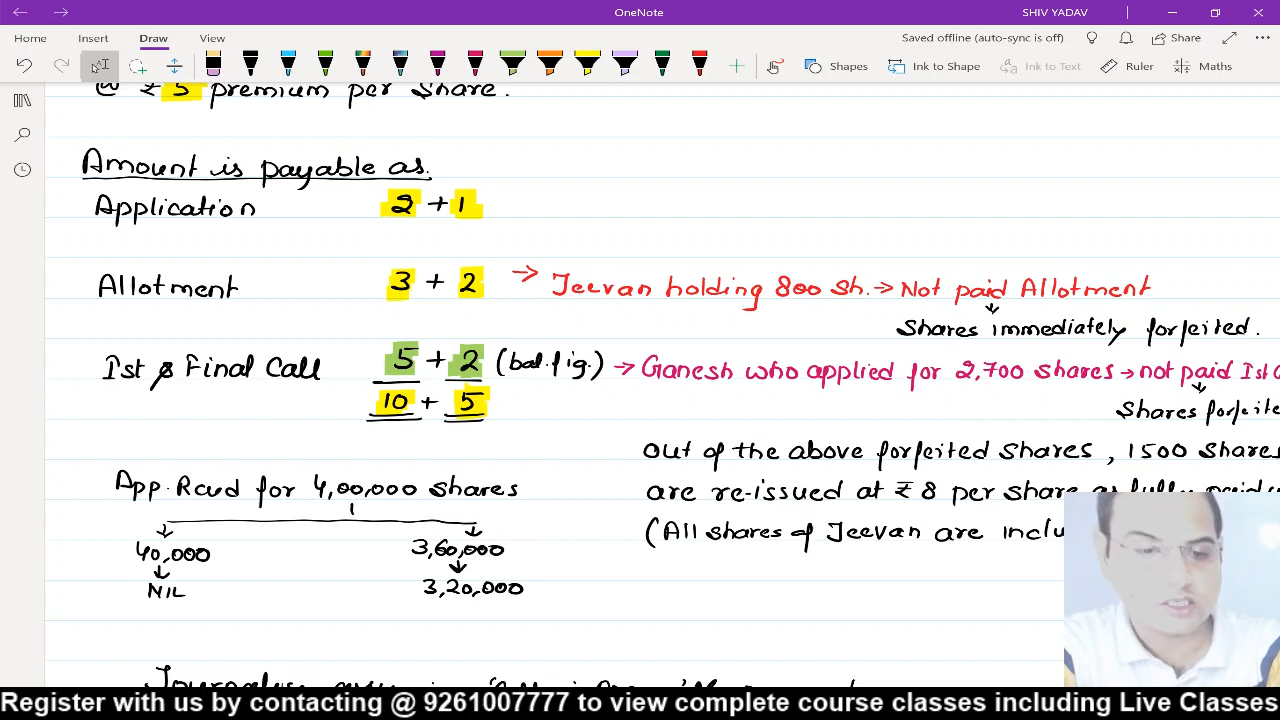 OneNote
SHIV YADAV
Home Insert Draw View
Saved offline (auto-sync is off)
Share
Shapes
Ink to Shape
Ink to Text
Ruler
Maths
@ ₹ 5 premium per Share.
Amount is payable as.
Application 2 + 1
Allotment 3 + 2 → Jeevan holding 800 Sh. → Not paid Allotment
Shares immediately forfeited.
Ist & Final Call 5 + 2 (bal. fig.) → Ganesh who applied for 2,700 shares → not paid Ist
10 + 5
Shares
Out of the above forfeited shares, 1500 shares
are re-issued at ₹ 8 per share as fully paid
(All shares of Jeevan are
App. Rcvd for 4,00,000 shares
40,000 3,60,000
NIL 3,20,000
Register with us by contacting @ 9261007777 to view complete course classes including Live Classes